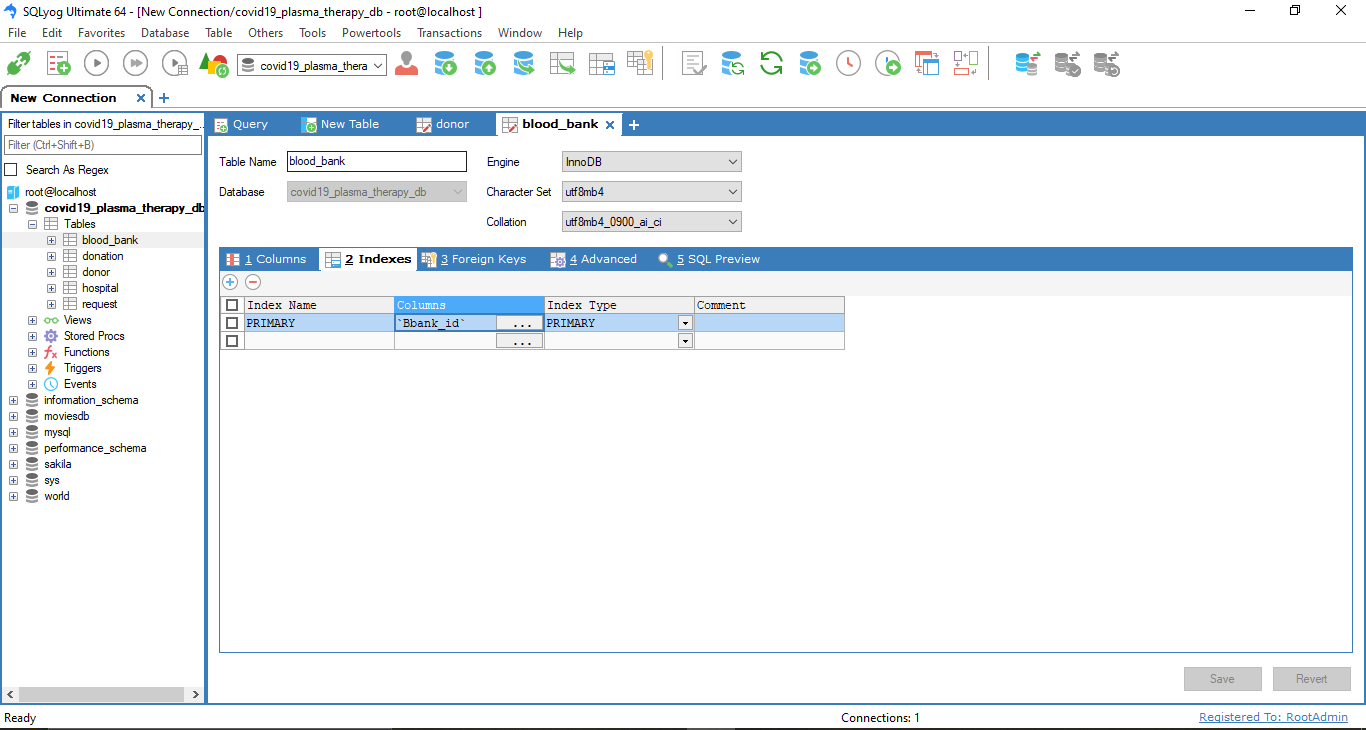 SQLyog Ultimate 64 - [New Connection/covid19_plasma_therapy_db - root@localhost ]
File Edit Favorites Database Table Others Tools Powertools Transactions Window Help
covid19_plasma_thera
New Connection
Filter tables in covid19_plasma_therapy_...
Filter (Ctrl+Shift+B)
Search As Regex
root@localhost
covid19_plasma_therapy_db
Tables
blood_bank
donation
donor
hospital
request
Views
Stored Procs
Functions
Triggers
Events
information_schema
moviesdb
mysql
performance_schema
sakila
sys
world
Query New Table donor blood_bank
Table Name blood_bank Engine InnoDB
Database covid19_plasma_therapy_db Character Set utf8mb4
Collation utf8mb4_0900_ai_ci
1 Columns 2 Indexes 3 Foreign Keys 4 Advanced 5 SQL Preview
Index Name Columns Index Type Comment
PRIMARY `Bbank_id` ... PRIMARY
...
Save Revert
Ready Connections: 1 Registered To: RootAdmin